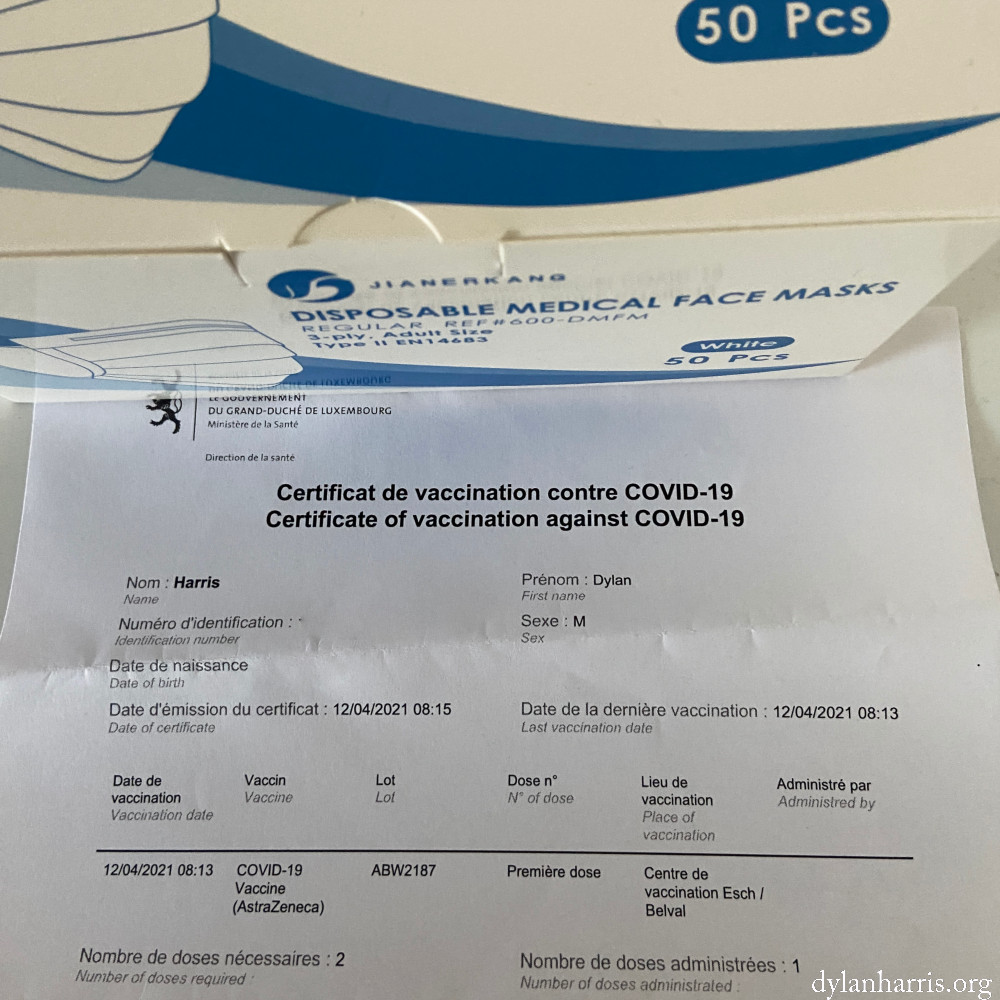 50 Pcs
JIANERKANG
DISPOSABLE MEDICAL FACE MASKS
REGULAR REF#600-DMFM
3-ply, Adult Size
Type II EN14683
White
50 Pcs
LE GOUVERNEMENT
DU GRAND-DUCHÉ DE LUXEMBOURG
Ministère de la Santé
Direction de la santé
Certificat de vaccination contre COVID-19
Certificate of vaccination against COVID-19
Nom : Harris
Name
Prénom : Dylan
First name
Numéro d'identification :
Identification number
Sexe : M
Sex
Date de naissance
Date of birth
Date d'émission du certificat : 12/04/2021 08:15
Date of certificate
Date de la dernière vaccination : 12/04/2021 08:13
Last vaccination date
Date de
vaccination
Vaccination date
Vaccin
Vaccine
Lot
Lot
Dose n°
N° of dose
Lieu de
vaccination
Place of
vaccination
Administré par
Administred by
12/04/2021 08:13
COVID-19
Vaccine
(AstraZeneca)
ABW2187
Première dose
Centre de
vaccination Esch /
Belval
Nombre de doses nécessaires : 2
Number of doses required :
Nombre de doses administrées : 1
Number of doses administrated :
dylanharris.org